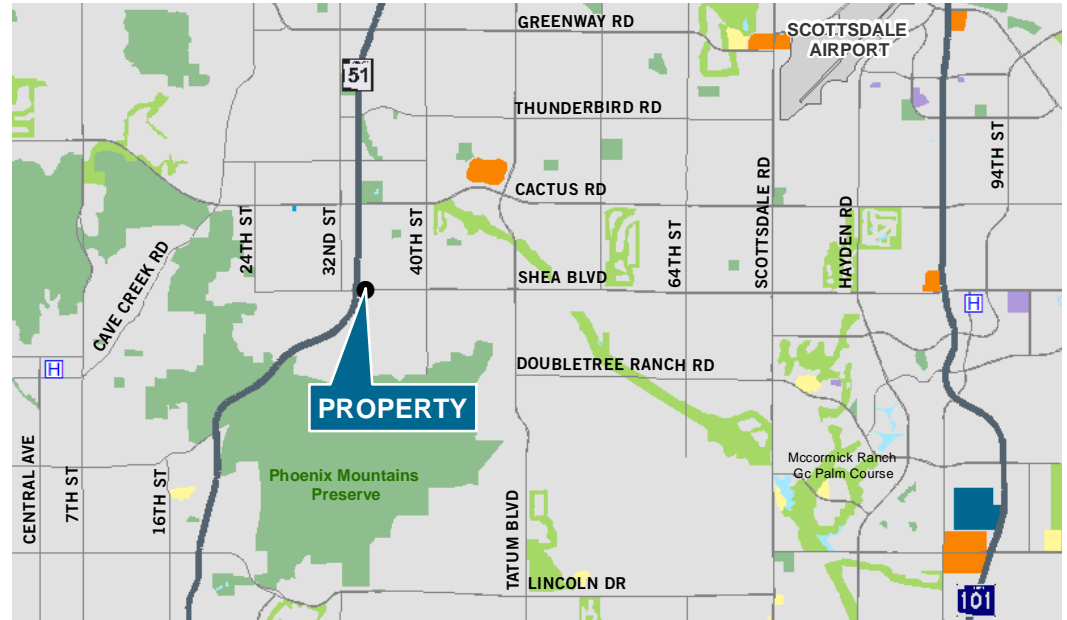 GREENWAY RD
SCOTTSDALE
AIRPORT
51
THUNDERBIRD RD
94TH ST
CACTUS RD
SCOTTSDALE RD
24TH ST
32ND ST
40TH ST
64TH ST
HAYDEN RD
CAVE CREEK RD
SHEA BLVD
H
H
DOUBLETREE RANCH RD
PROPERTY
CENTRAL AVE
7TH ST
16TH ST
Phoenix Mountains
Preserve
Mccormick Ranch
Gc Palm Course
TATUM BLVD
LINCOLN DR
101